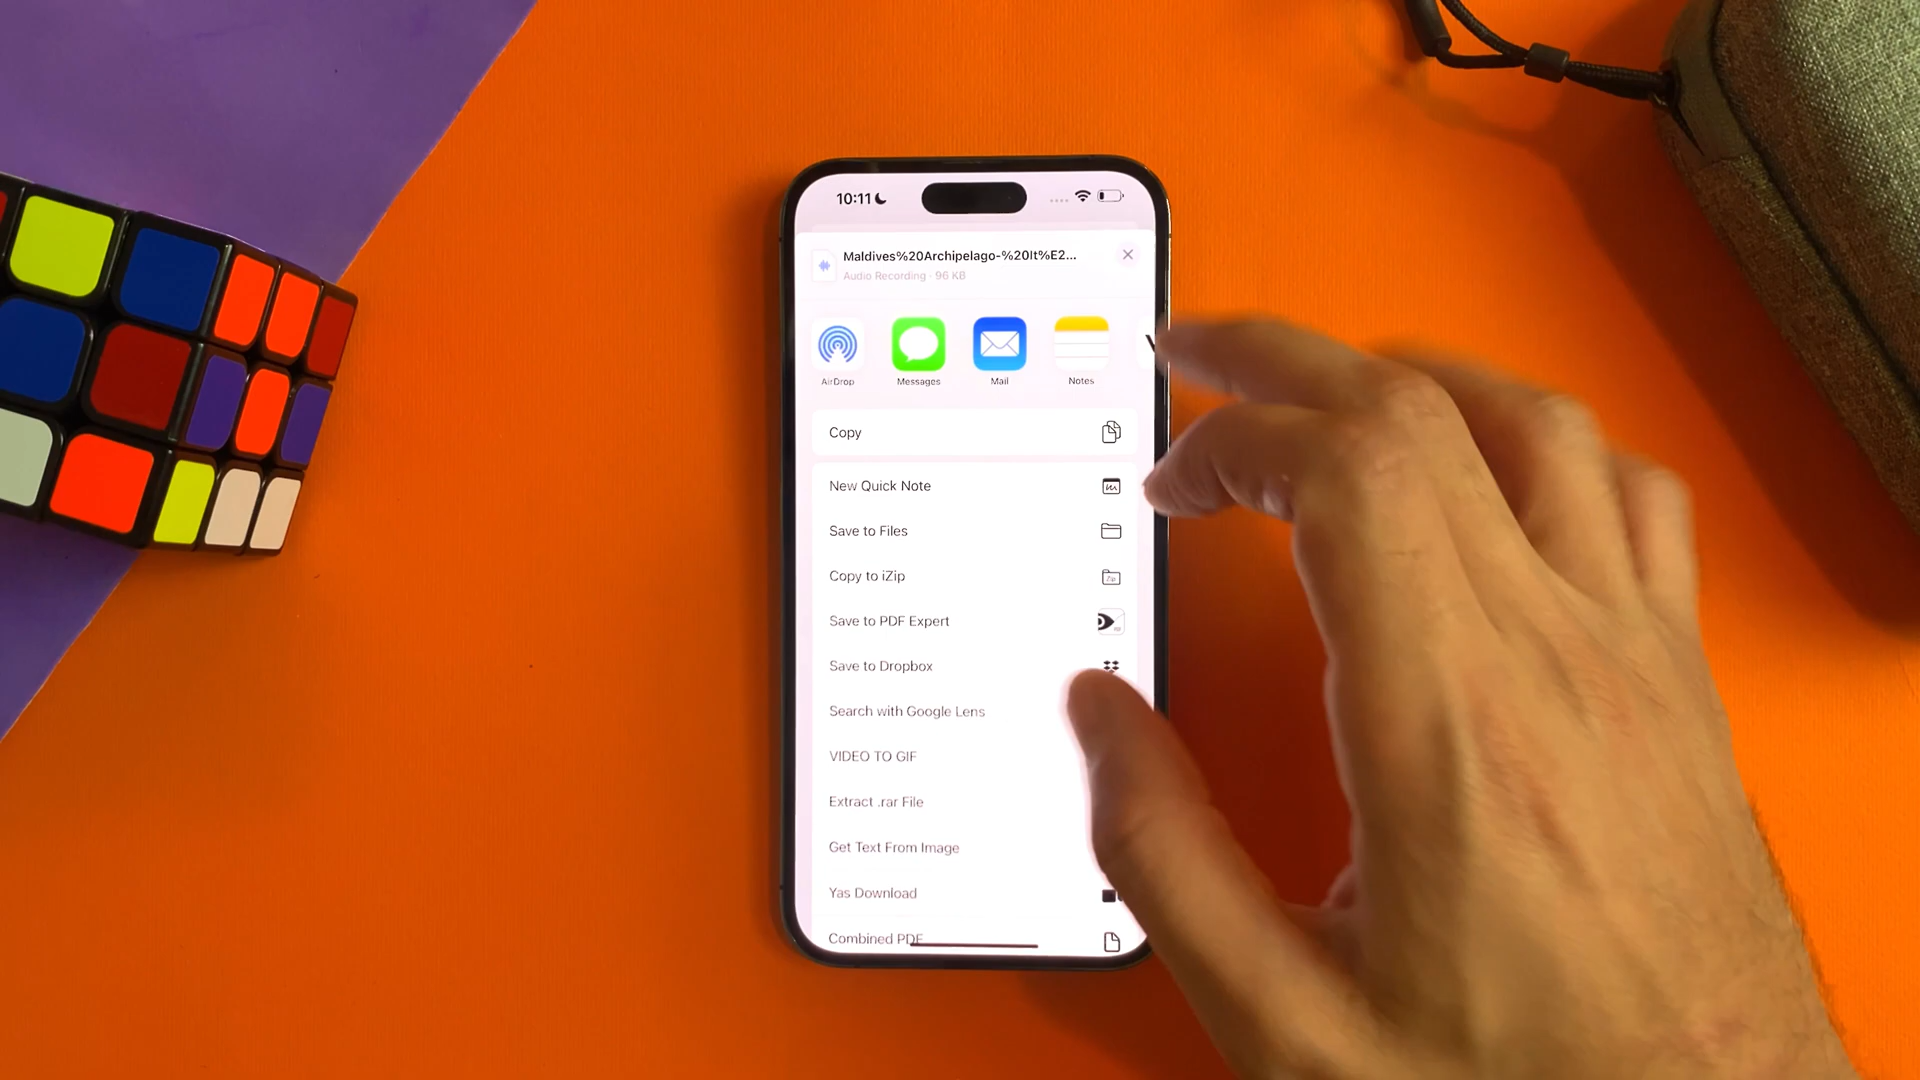 10:11
Maldives%20Archipelago-%20It%E2...
Audio Recording · 96 KB
AirDrop
Messages
Mail
Notes
Copy
New Quick Note
Save to Files
Copy to iZip
Save to PDF Expert
Save to Dropbox
Search with Google Lens
VIDEO TO GIF
Extract .rar File
Get Text From Image
Yas Download
Combined PDF